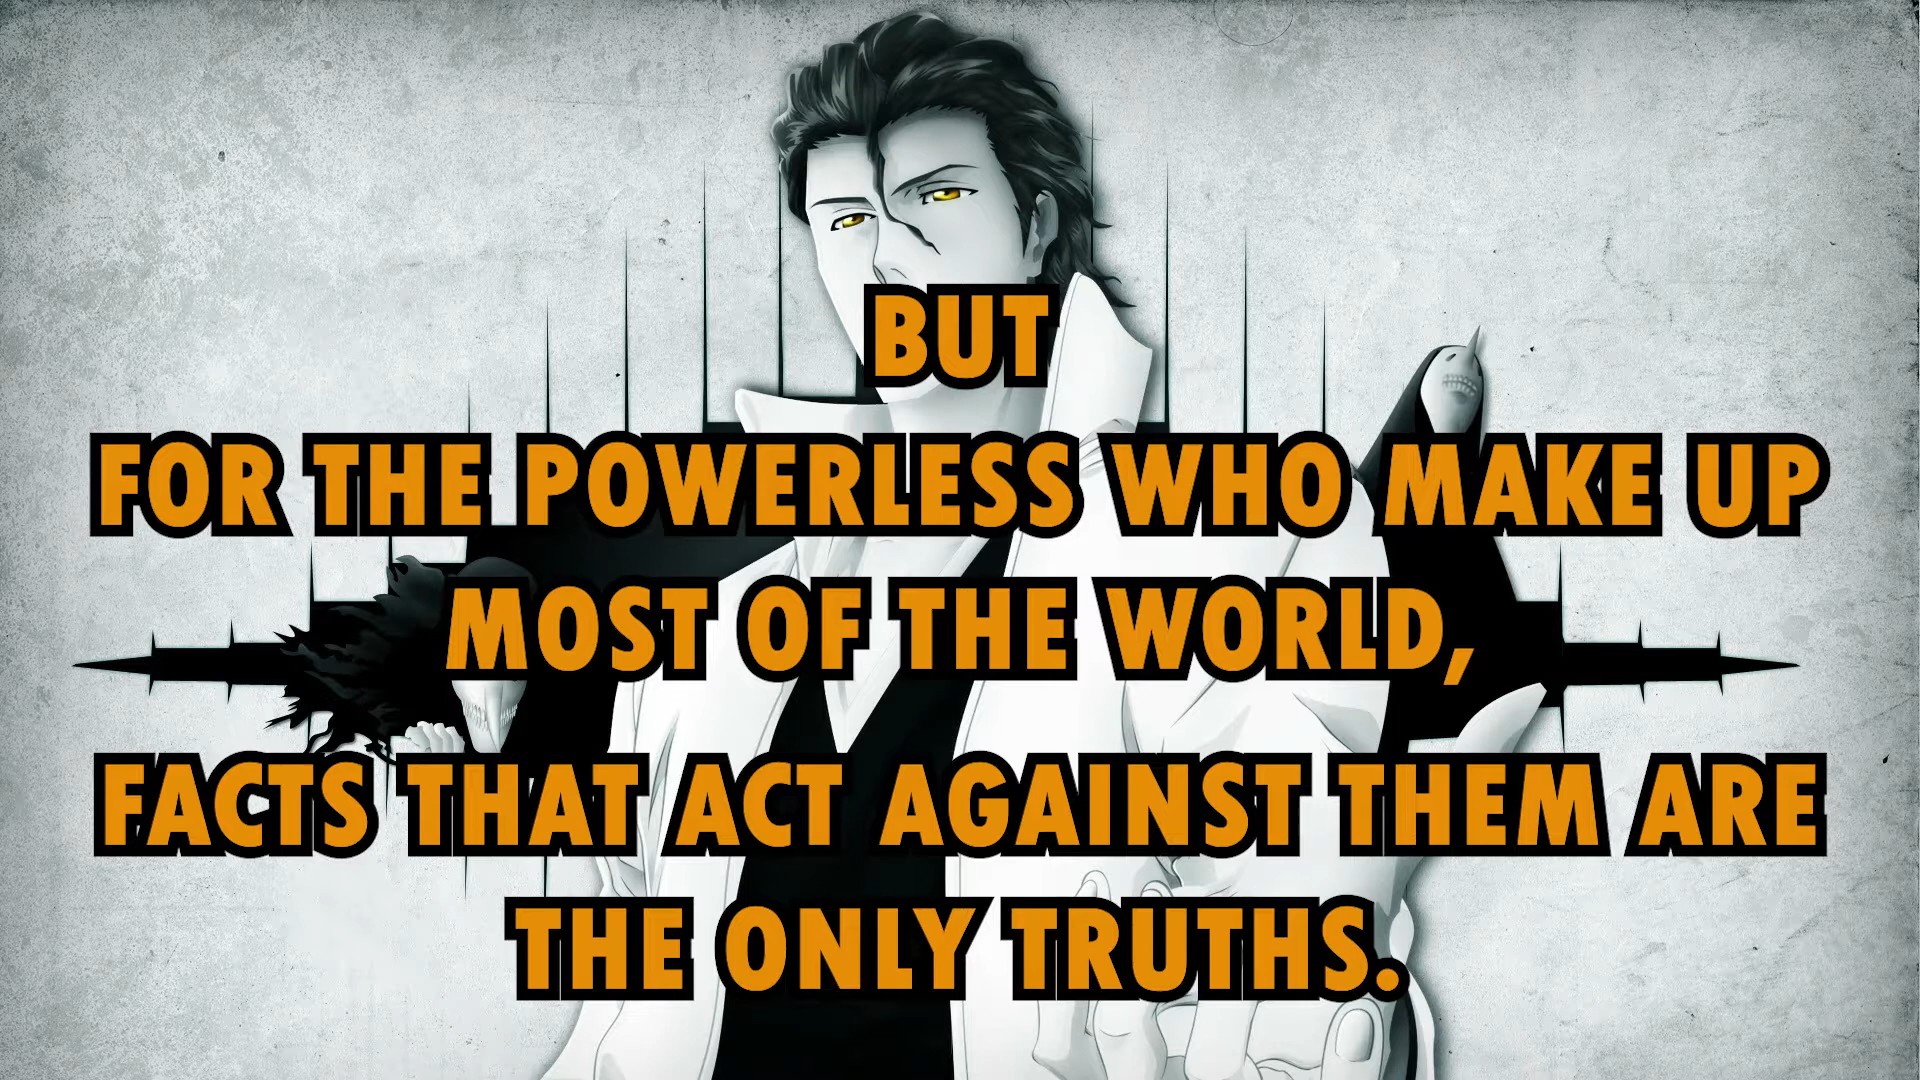 BUT
FOR THE POWERLESS WHO MAKE UP
MOST OF THE WORLD,
FACTS THAT ACT AGAINST THEM ARE
THE ONLY TRUTHS.